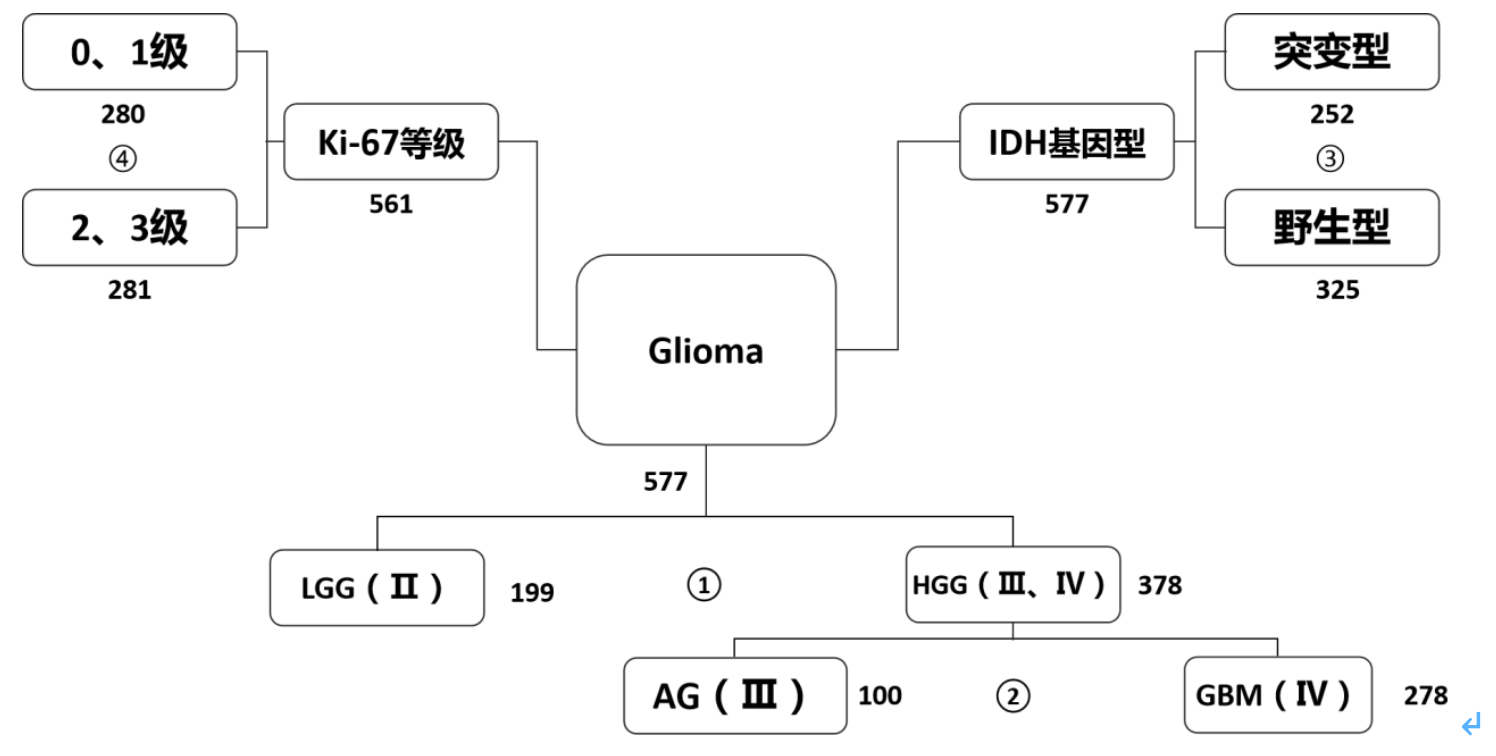 0、1级
280
④
2、3级
281
Ki-67等级
561
IDH基因型
577
突变型
252
③
野生型
325
Glioma
577
LGG（Ⅱ）
199
①
HGG（Ⅲ、Ⅳ）
378
AG（Ⅲ）
100
②
GBM（Ⅳ）
278